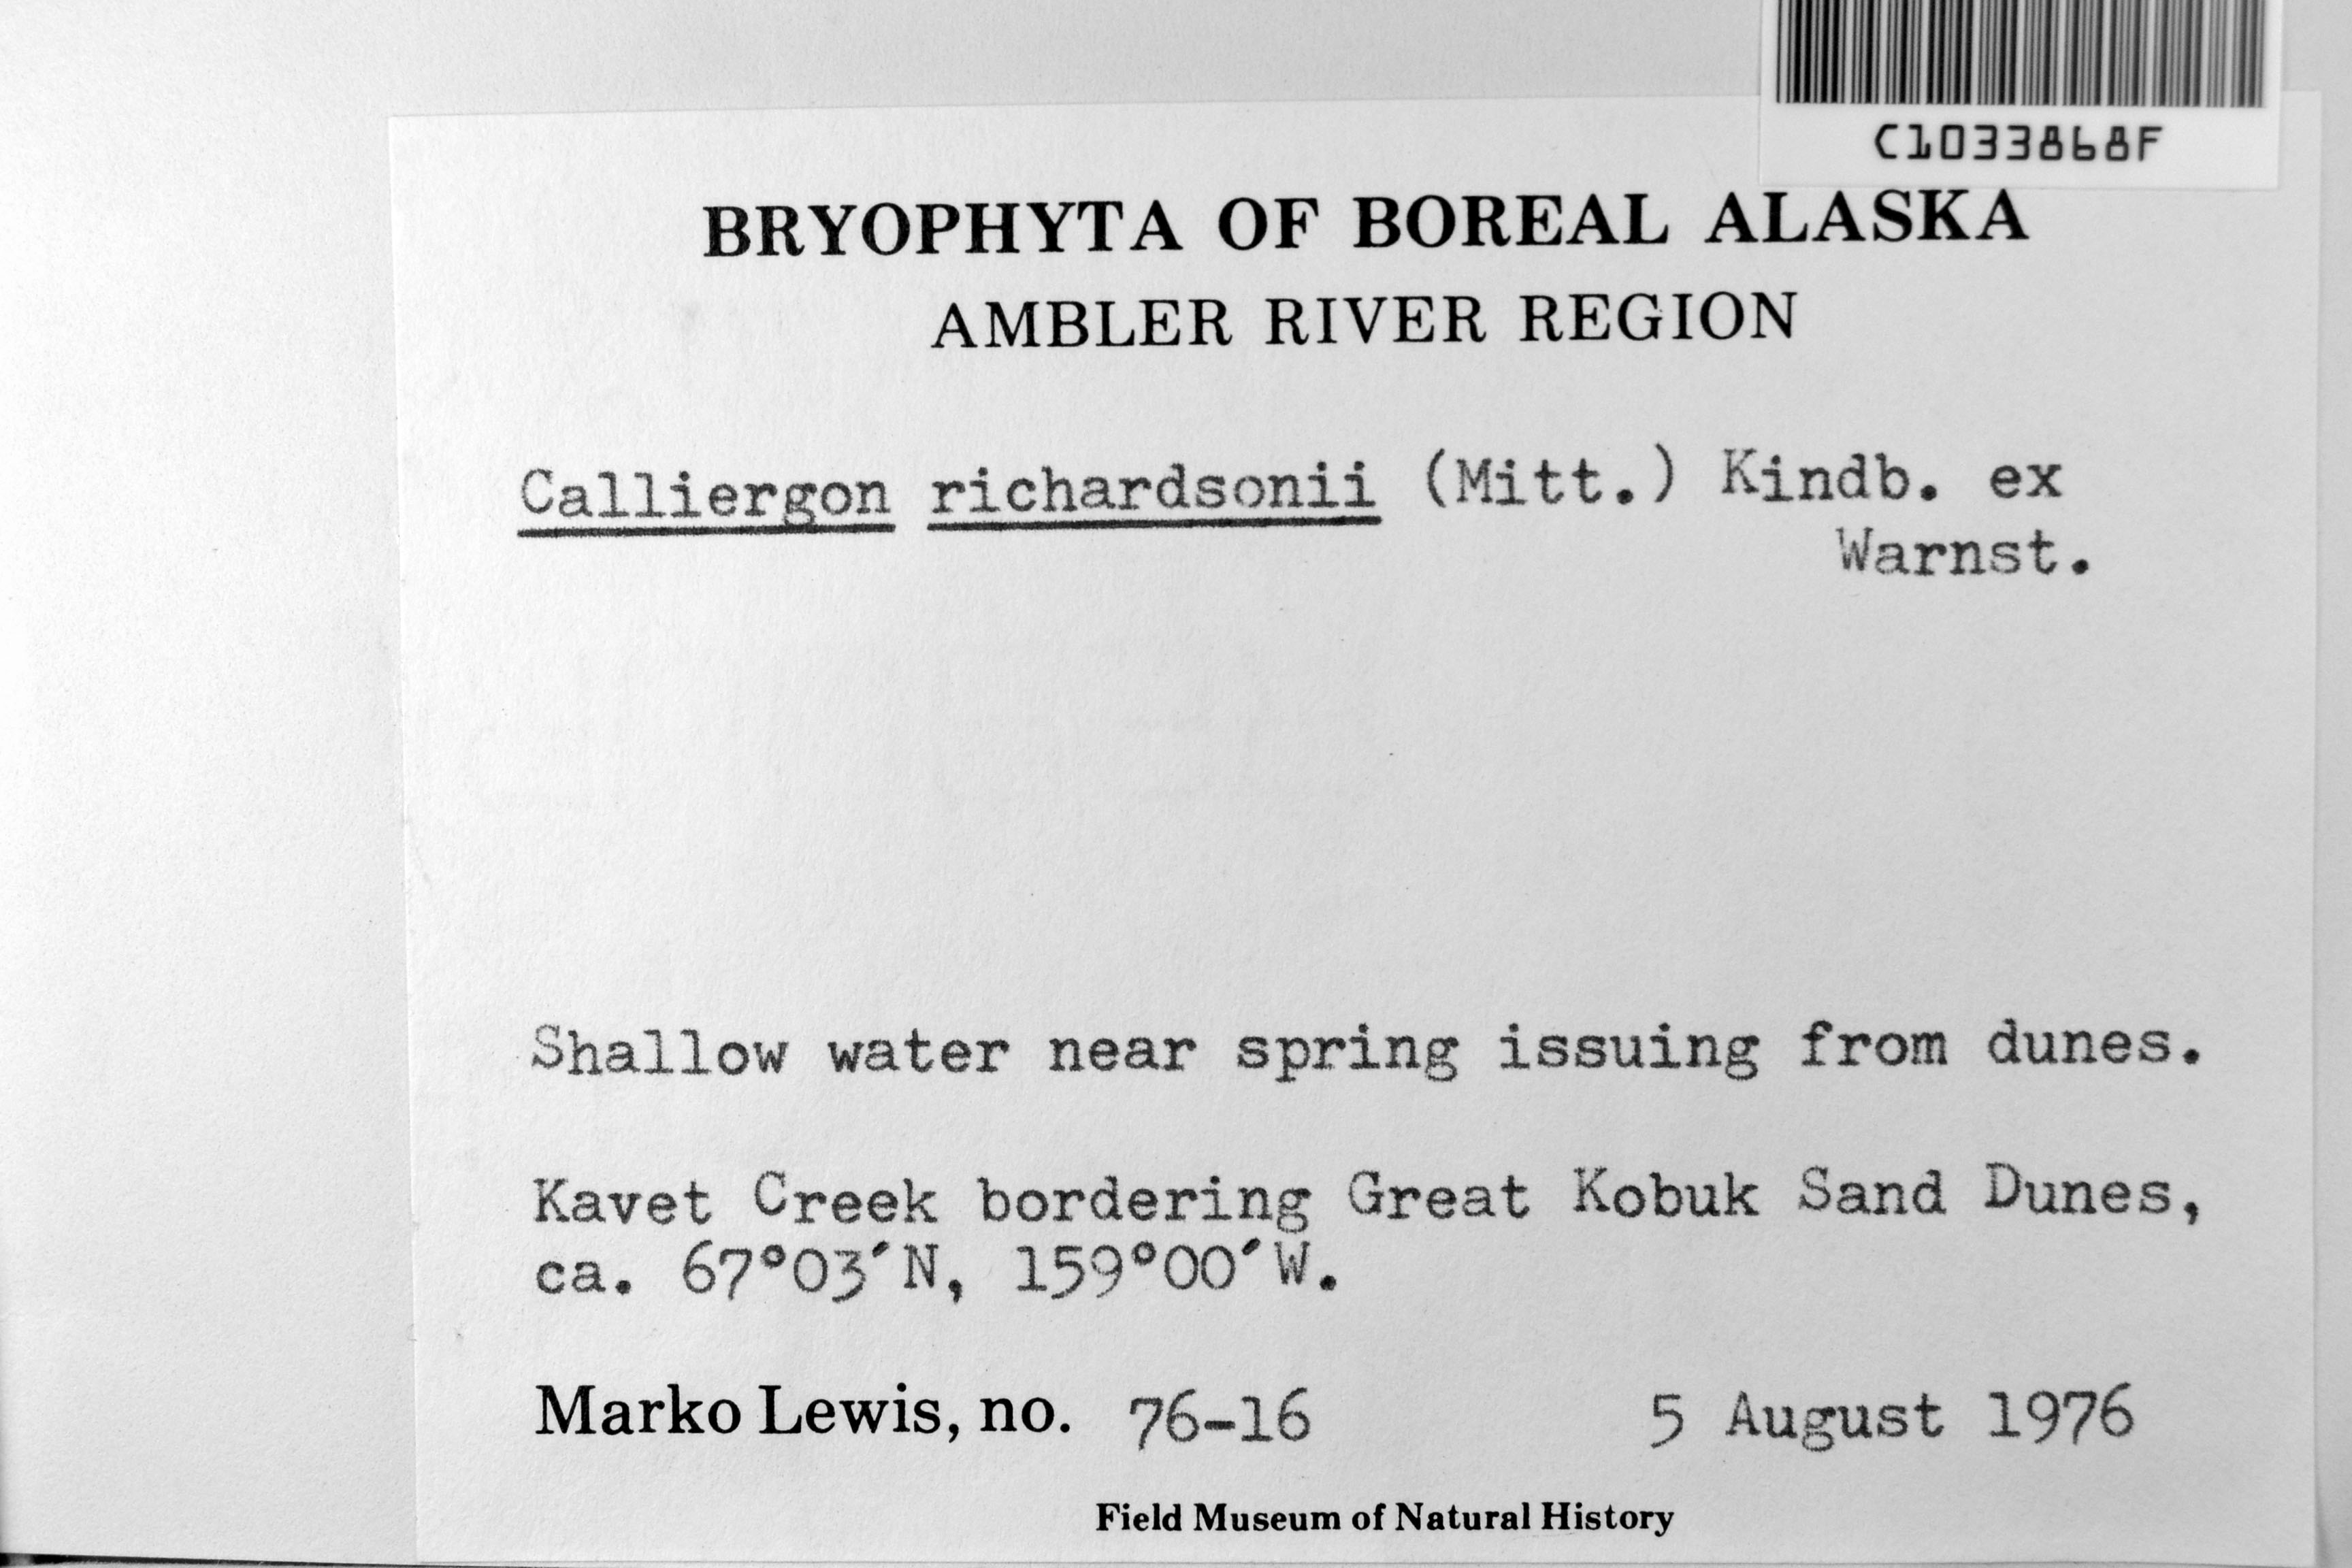 C1033868F
BRYOPHYTA OF BOREAL ALASKA
AMBLER RIVER REGION
Calliergon richardsonii (Mitt.) Kindb. ex
Warnst.
Shallow water near spring issuing from dunes.
Kavet Creek bordering Great Kobuk Sand Dunes,
ca. 67°03´N, 159°00´W.
Marko Lewis, no. 76-16 5 August 1976
Field Museum of Natural History